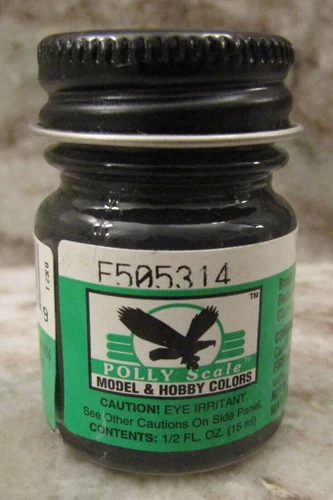 F505314
TM
POLLY Scale
MODEL & HOBBY COLORS
CAUTION! EYE IRRITANT.
See Other Cautions On Side Panel.
CONTENTS: 1/2 FL. OZ. (15 ml)